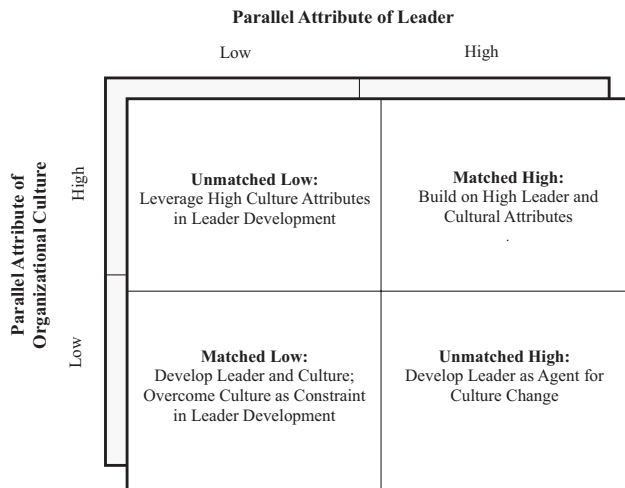 Parallel Attribute of Leader
Low
High
Parallel Attribute of
Organizational Culture
High
Low
Unmatched Low:
Leverage High Culture Attributes
in Leader Development
Matched High:
Build on High Leader and
Cultural Attributes
.
Matched Low:
Develop Leader and Culture;
Overcome Culture as Constraint
in Leader Development
Unmatched High:
Develop Leader as Agent for
Culture Change